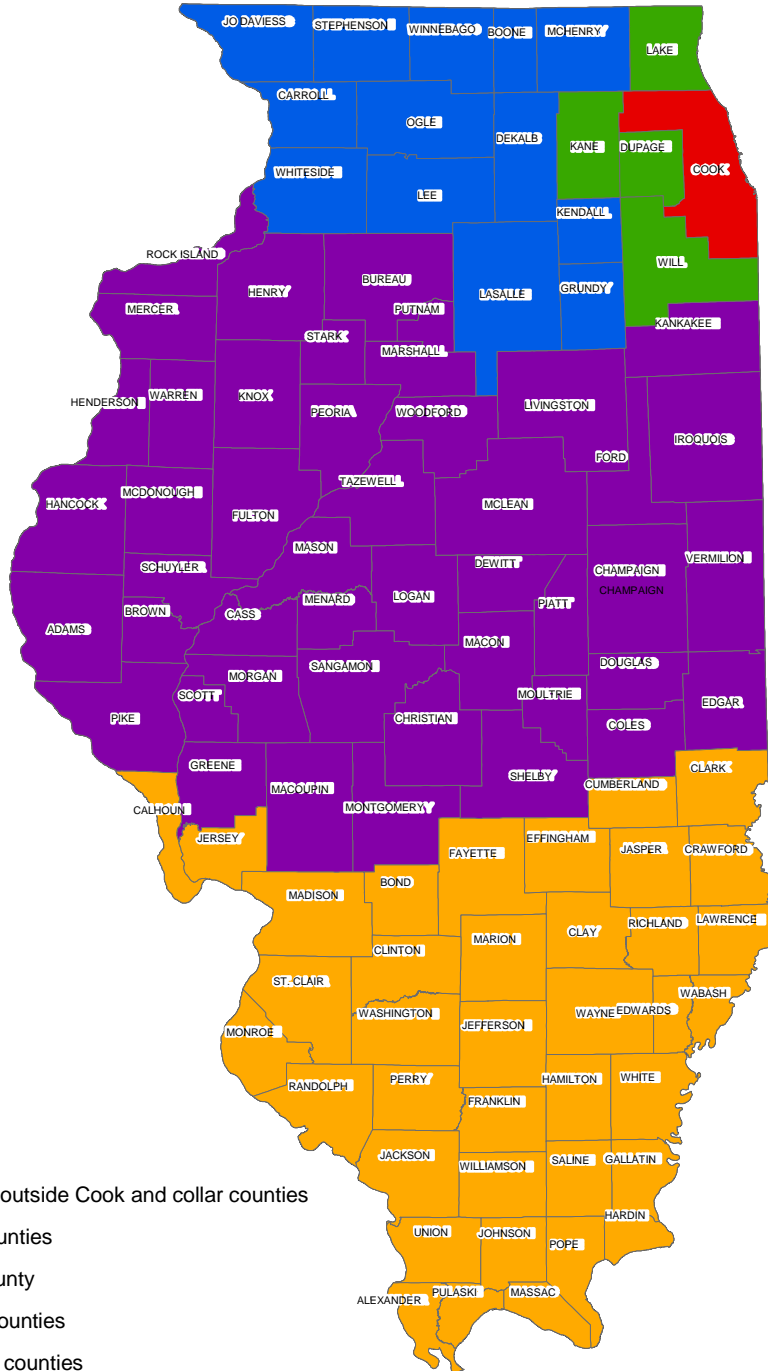 JO DAVIESS STEPHENSON WINNEBAGO BOONE MCHENRY
LAKE
CARROLL
OGLE
DEKALB
KANE DUPAGE
COOK
WHITESIDE
LEE
KENDALL
ROCK ISLAND
WILL
HENRY
BUREAU
LASALLE
GRUNDY
MERCER
PUTNAM
STARK
KANKAKEE
MARSHALL
HENDERSON WARREN KNOX
PEORIA WOODFORD LIVINGSTON
IROQUOIS
FORD
TAZEWELL
HANCOCK MCDONOUGH
FULTON
MCLEAN
MASON
SCHUYLER
DEWITT
CHAMPAIGN
VERMILION
CHAMPAIGN
BROWN
CASS
MENARD LOGAN
PIATT
ADAMS
MACON
SANGAMON
DOUGLAS
MORGAN
SCOTT
MOULTRIE
EDGAR
PIKE
CHRISTIAN
COLES
GREENE
MACOUPIN
SHELBY
CUMBERLAND
CLARK
CALHOUN
MONTGOMERY
JERSEY
EFFINGHAM
FAYETTE
JASPER CRAWFORD
MADISON
BOND
RICHLAND LAWRENCE
CLAY
MARION
CLINTON
ST. CLAIR
WABASH
WASHINGTON
WAYNE EDWARDS
MONROE
JEFFERSON
RANDOLPH PERRY
HAMILTON WHITE
FRANKLIN
JACKSON
WILLIAMSON
SALINE GALLATIN
HARDIN
UNION JOHNSON
POPE
ALEXANDER PULASKI MASSAC
outside Cook and collar counties
unties
unty
ounties
counties